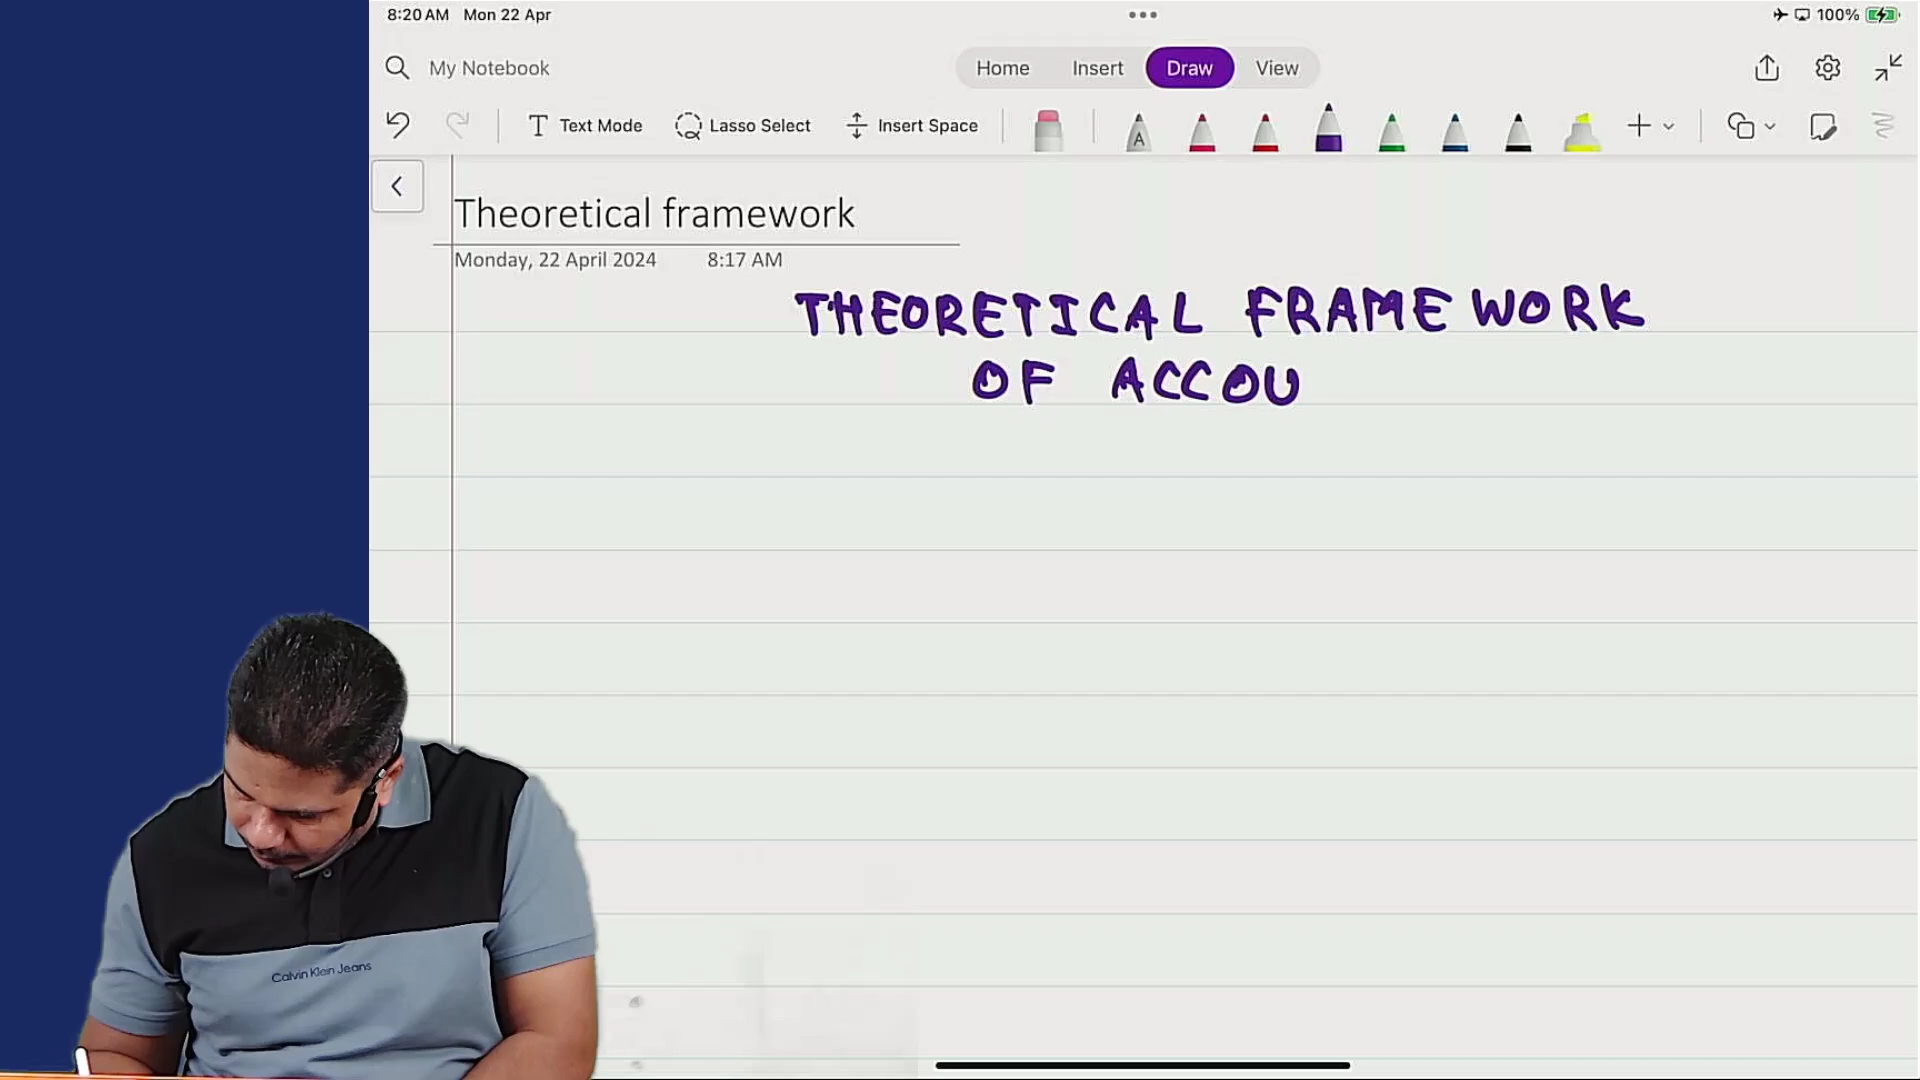 8:20 AM Mon 22 Apr
100%
My Notebook
Home Insert Draw View
Text Mode Lasso Select Insert Space
A
Theoretical framework
Monday, 22 April 2024 8:17 AM
THEORETICAL FRAMEWORK
OF ACCOU
Calvin Klein Jeans